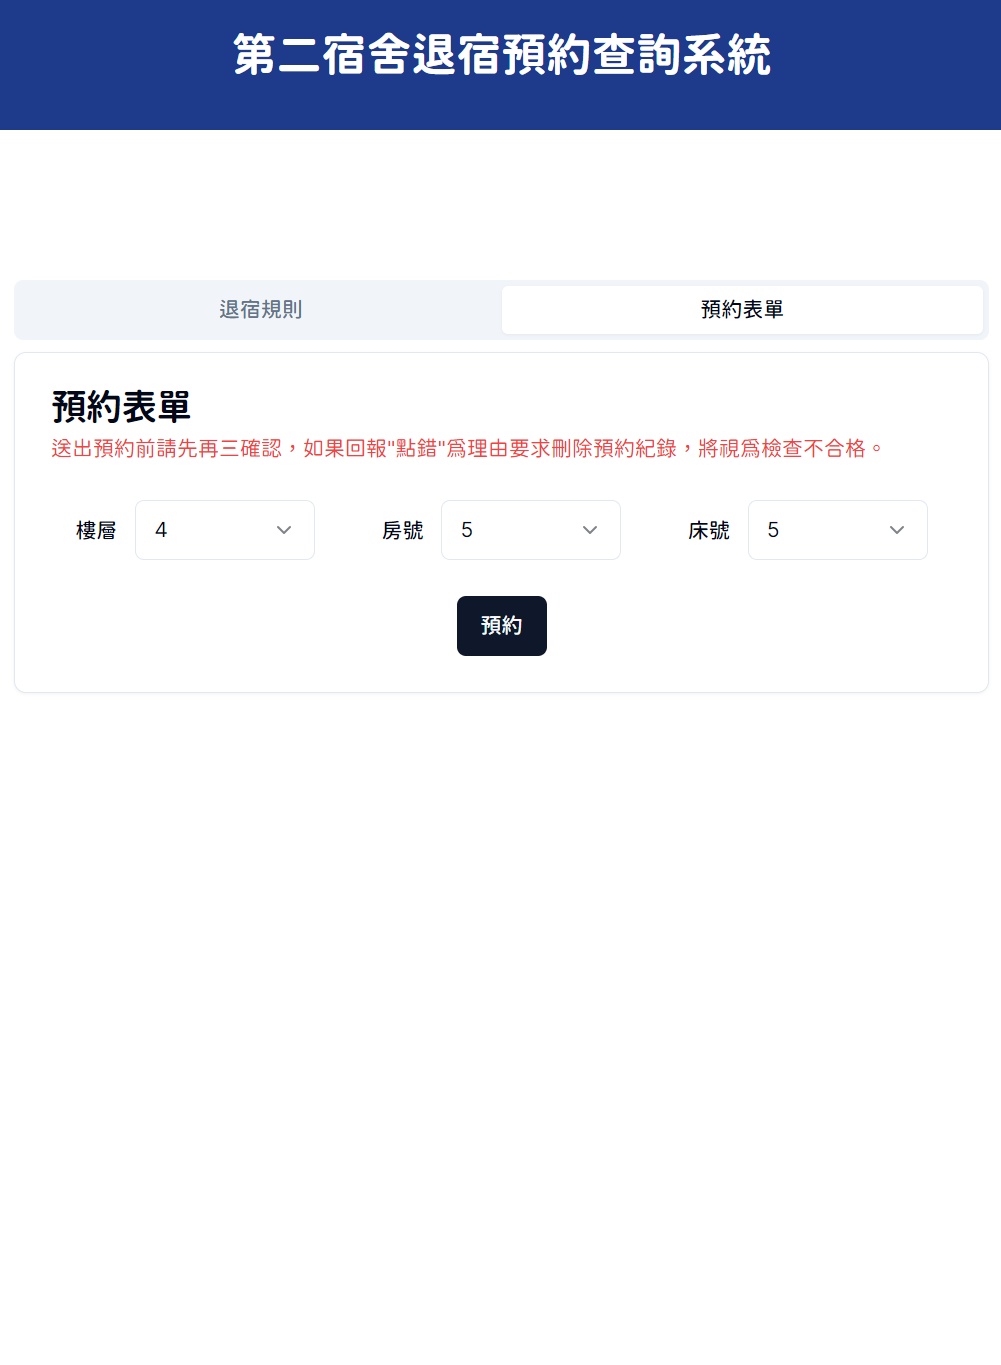 第二宿舍退宿預約查詢系統
退宿規則
預約表單
預約表單
送出預約前請先再三確認，如果回報"點錯"為理由要求刪除預約紀錄，將視為檢查不合格。
樓層 4 房號 5 床號 5
預約